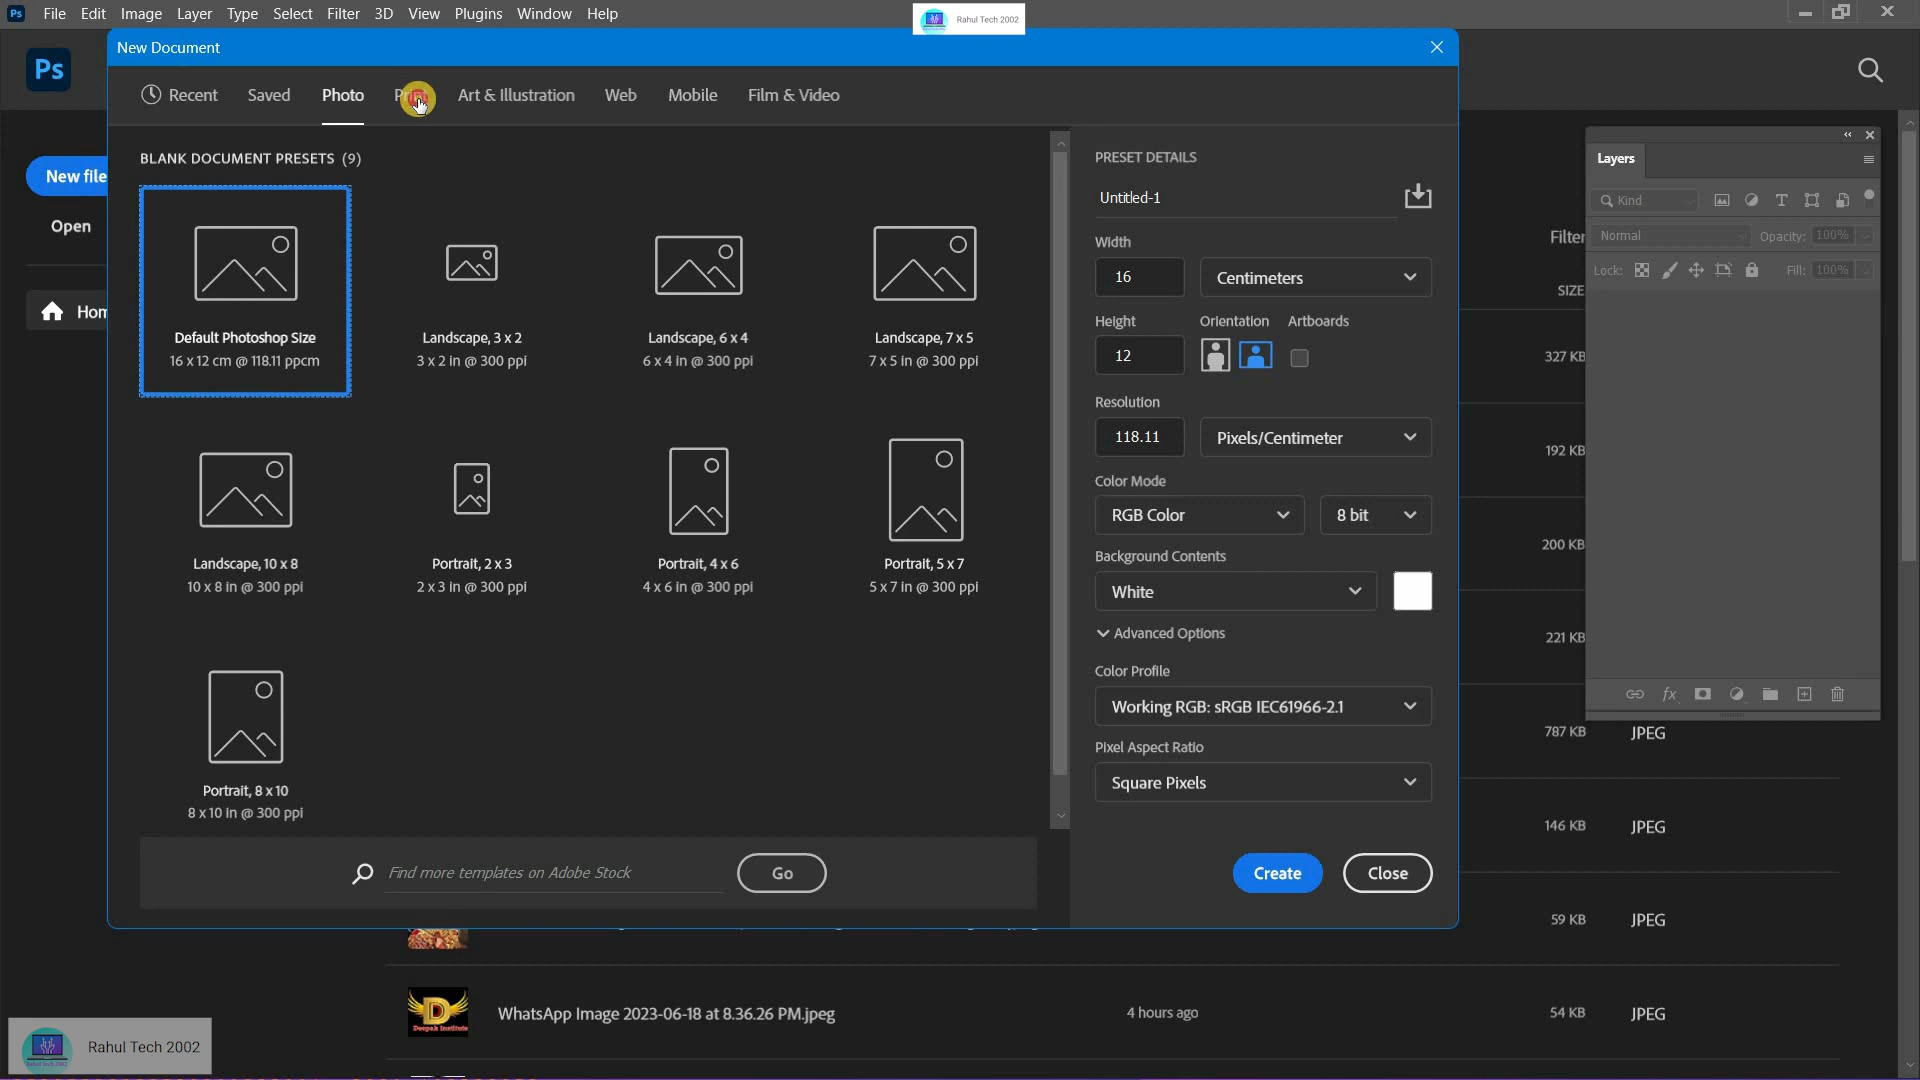 Ps File Edit Image Layer Type Select Filter 3D View Plugins Window Help
Rahul Tech 2002
New Document
Ps
Recent Saved Photo Art & Illustration Web Mobile Film & Video
New file
Open
BLANK DOCUMENT PRESETS (9)
Default Photoshop Size
16 x 12 cm @ 118.11 ppcm
Landscape, 3 x 2
3 x 2 in @ 300 ppi
Landscape, 6 x 4
6 x 4 in @ 300 ppi
Landscape, 7 x 5
7 x 5 in @ 300 ppi
Landscape, 10 x 8
10 x 8 in @ 300 ppi
Portrait, 2 x 3
2 x 3 in @ 300 ppi
Portrait, 4 x 6
4 x 6 in @ 300 ppi
Portrait, 5 x 7
5 x 7 in @ 300 ppi
Portrait, 8 x 10
8 x 10 in @ 300 ppi
Find more templates on Adobe Stock
Go
PRESET DETAILS
Untitled-1
Width
16 Centimeters
Height Orientation Artboards
12
Resolution
118.11 Pixels/Centimeter
Color Mode
RGB Color 8 bit
Background Contents
White
Advanced Options
Color Profile
Working RGB: sRGB IEC61966-2.1
Pixel Aspect Ratio
Square Pixels
Create Close
Filter
SIZE
327 KB
192 KB
200 KB
221 KB
787 KB JPEG
146 KB JPEG
59 KB JPEG
WhatsApp Image 2023-06-18 at 8.36.26 PM.jpeg 4 hours ago 54 KB JPEG
Layers
Kind
Normal Opacity: 100%
Lock: Fill: 100%
fx
D
Deepak Institute
Rahul Tech 2002